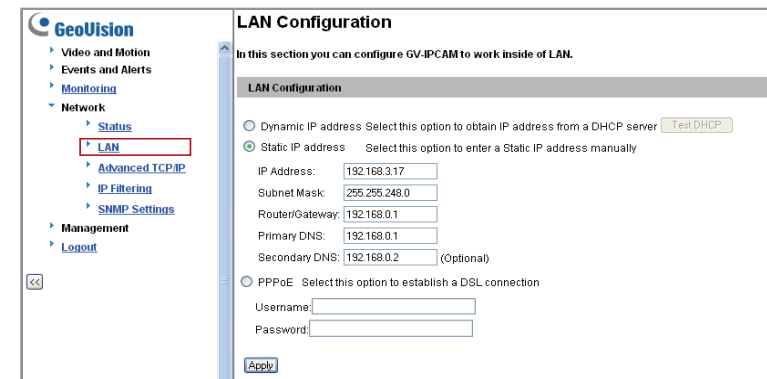 GeoVision
Video and Motion
Events and Alerts
Monitoring
Network
Status
LAN
Advanced TCP/IP
IP Filtering
SNMP Settings
Management
Logout
<<
LAN Configuration
In this section you can configure GV-IPCAM to work inside of LAN.
LAN Configuration
Dynamic IP address Select this option to obtain IP address from a DHCP server Test DHCP
Static IP address Select this option to enter a Static IP address manually
IP Address: 192.168.3.17
Subnet Mask: 255.255.248.0
Router/Gateway: 192.168.0.1
Primary DNS: 192.168.0.1
Secondary DNS: 192.168.0.2 (Optional)
PPPoE Select this option to establish a DSL connection
Username:
Password:
Apply